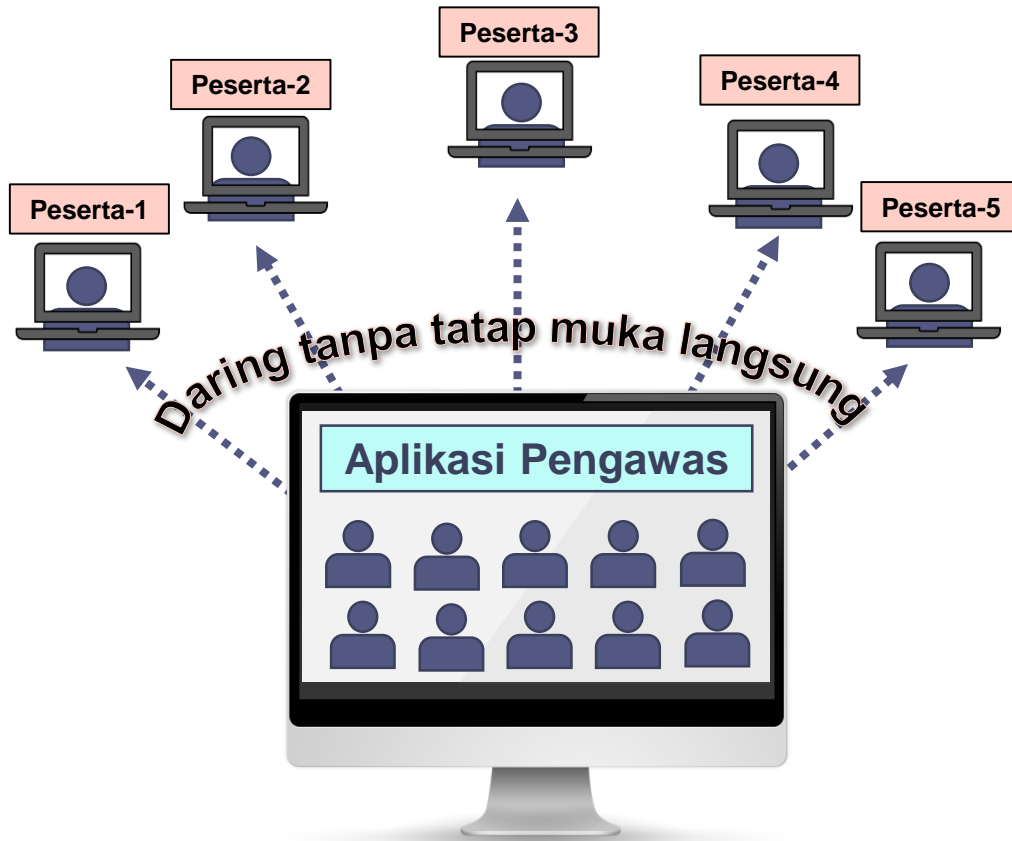 Peserta-3
Peserta-2
Peserta-4
Peserta-1
Peserta-5
Daring tanpa tatap muka langsung
Aplikasi Pengawas